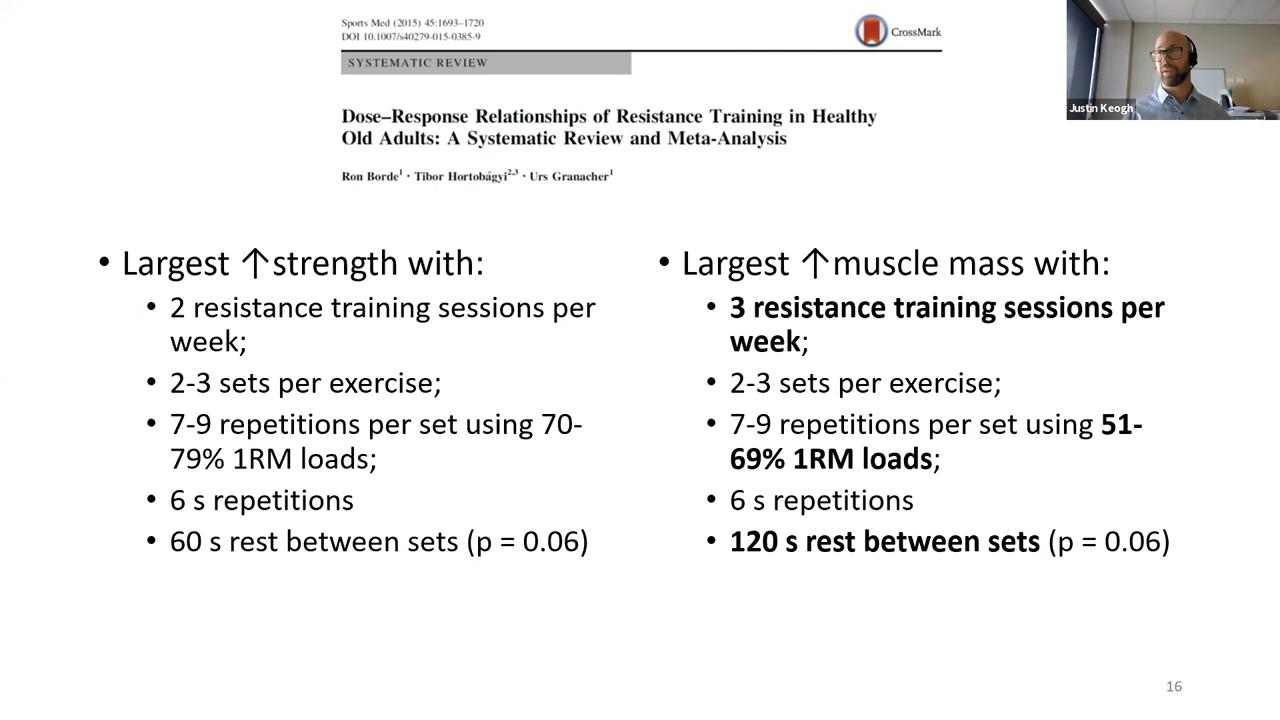 Sports Med (2015) 45:1693–1720
DOI 10.1007/s40279-015-0385-9
CrossMark
SYSTEMATIC REVIEW
Dose–Response Relationships of Resistance Training in Healthy
Old Adults: A Systematic Review and Meta-Analysis
Ron Borde1 · Tibor Hortobágyi2,3 · Urs Granacher1
Justin Keogh
• Largest ↑strength with:
• 2 resistance training sessions per
week;
• 2-3 sets per exercise;
• 7-9 repetitions per set using 70-
79% 1RM loads;
• 6 s repetitions
• 60 s rest between sets (p = 0.06)
• Largest ↑muscle mass with:
• 3 resistance training sessions per
week;
• 2-3 sets per exercise;
• 7-9 repetitions per set using 51-
69% 1RM loads;
• 6 s repetitions
• 120 s rest between sets (p = 0.06)
16